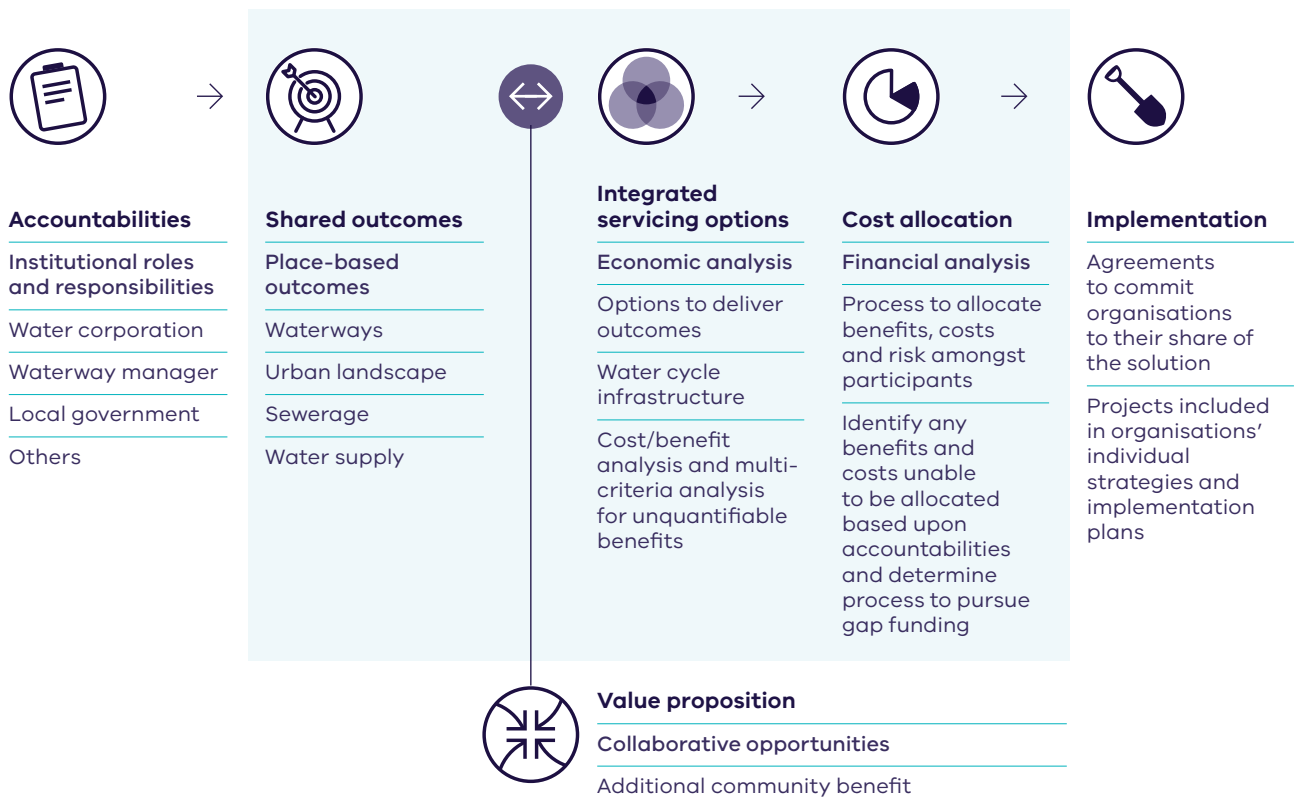 Accountabilities
Institutional roles
and responsibilities
Water corporation
Waterway manager
Local government
Others
Shared outcomes
Place-based
outcomes
Waterways
Urban landscape
Sewerage
Water supply
Integrated
servicing options
Economic analysis
Options to deliver
outcomes
Water cycle
infrastructure
Cost/benefit
analysis and multi-
criteria analysis
for unquantifiable
benefits
Cost allocation
Financial analysis
Process to allocate
benefits, costs
and risk amongst
participants
Identify any
benefits and
costs unable
to be allocated
based upon
accountabilities
and determine
process to pursue
gap funding
Implementation
Agreements
to commit
organisations
to their share of
the solution
Projects included
in organisations’
individual
strategies and
implementation
plans
Value proposition
Collaborative opportunities
Additional community benefit